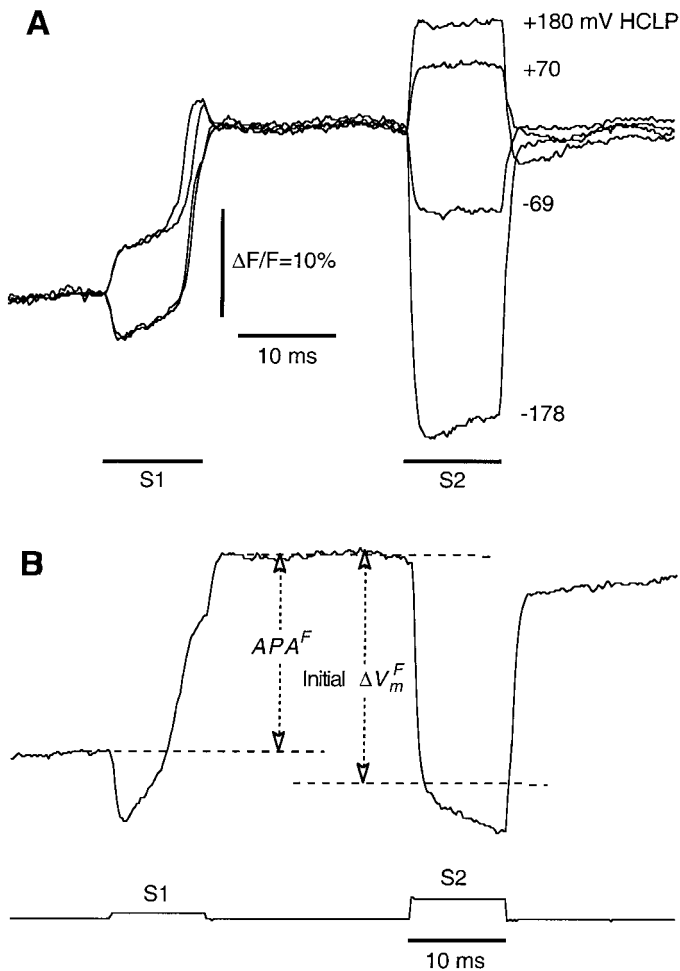 A
+180 mV HCLP
+70
-69
ΔF/F=10%
10 ms
-178
S1
S2
B
APA^F
Initial ΔV_m^F
S1
S2
10 ms